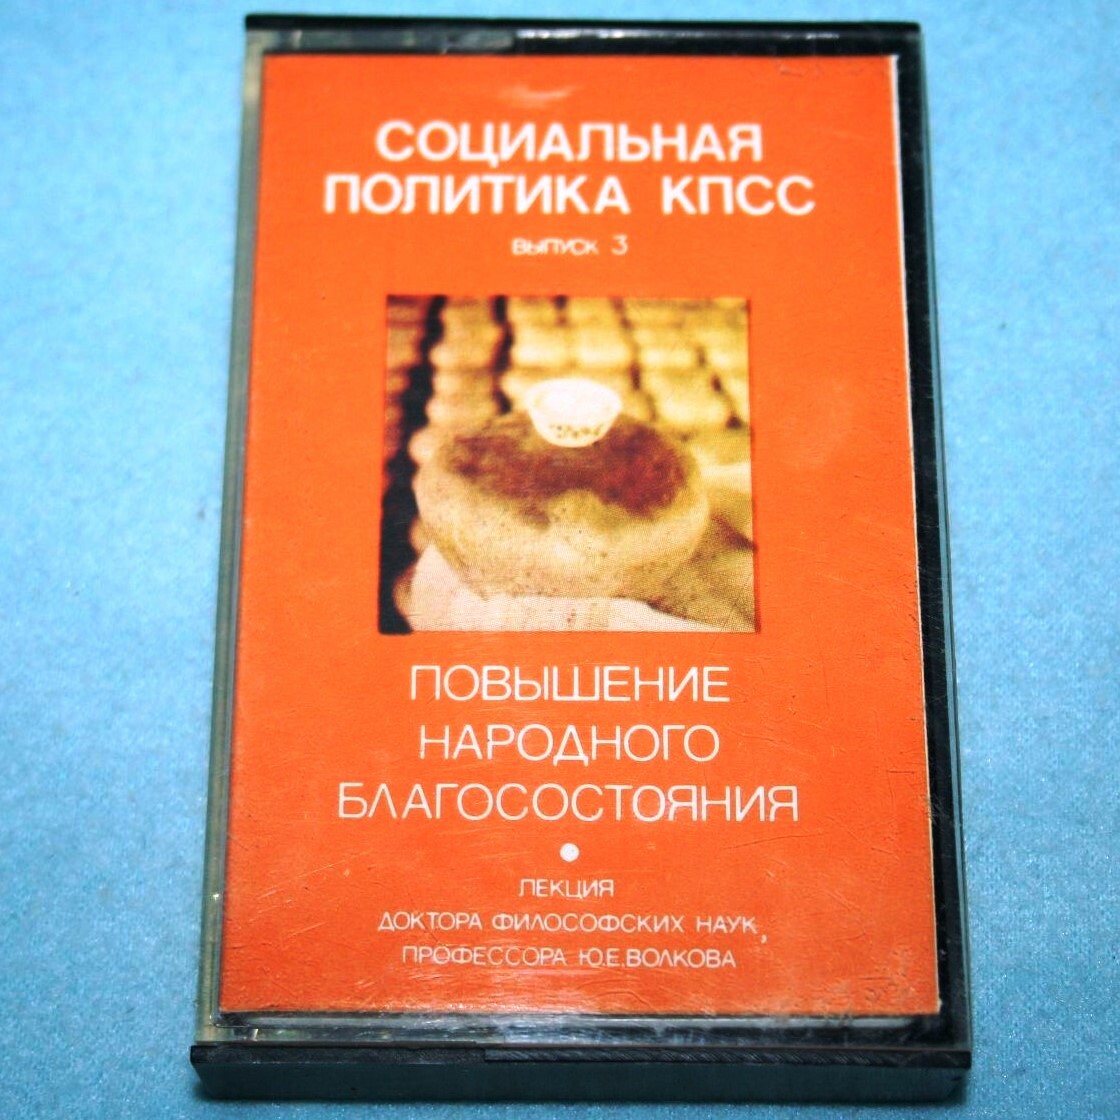 СОЦИАЛЬНАЯ
ПОЛИТИКА КПСС
ВЫПУСК 3
ПОВЫШЕНИЕ
НАРОДНОГО
БЛАГОСОСТОЯНИЯ
ЛЕКЦИЯ
ДОКТОРА ФИЛОСОФСКИХ НАУК,
ПРОФЕССОРА Ю.Е.ВОЛКОВА